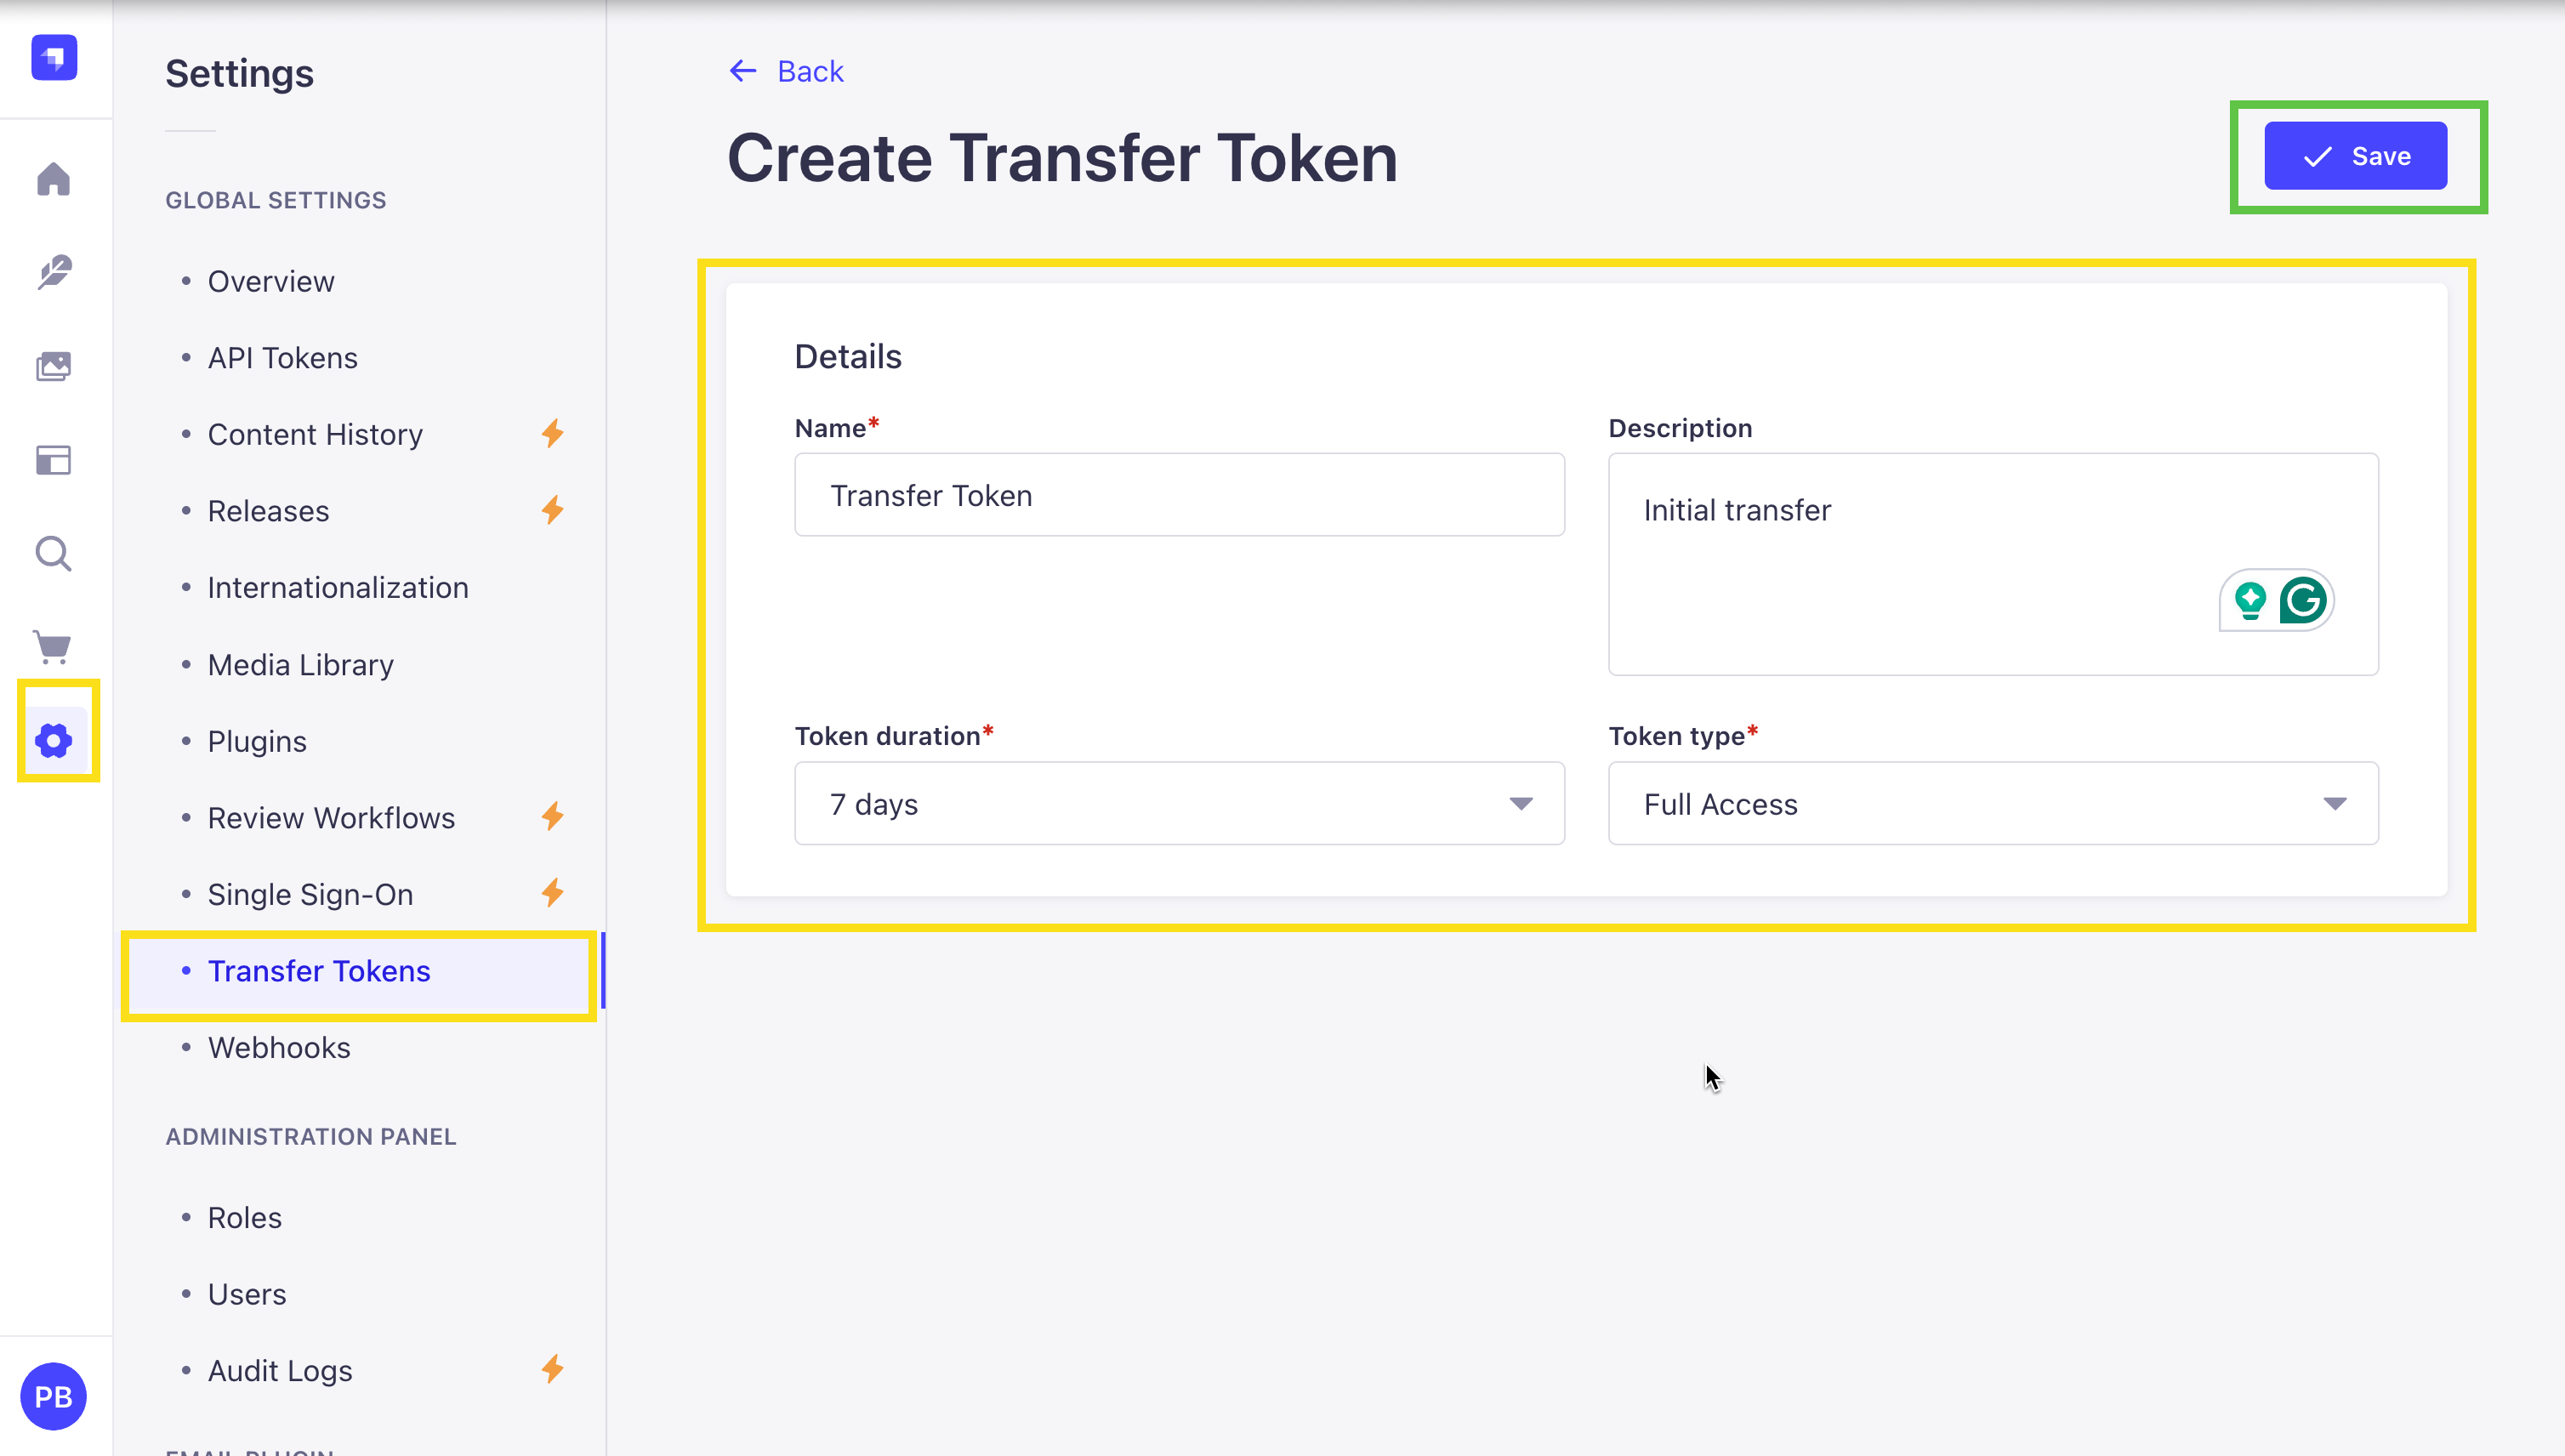 Settings
GLOBAL SETTINGS
Overview
API Tokens
Content History
Releases
Internationalization
Media Library
Plugins
Review Workflows
Single Sign-On
Transfer Tokens
Webhooks
ADMINISTRATION PANEL
Roles
Users
Audit Logs
EMAIL PLUGIN
PB
Back
Create Transfer Token
Save
Details
Name*
Transfer Token
Description
Initial transfer
Token duration*
7 days
Token type*
Full Access